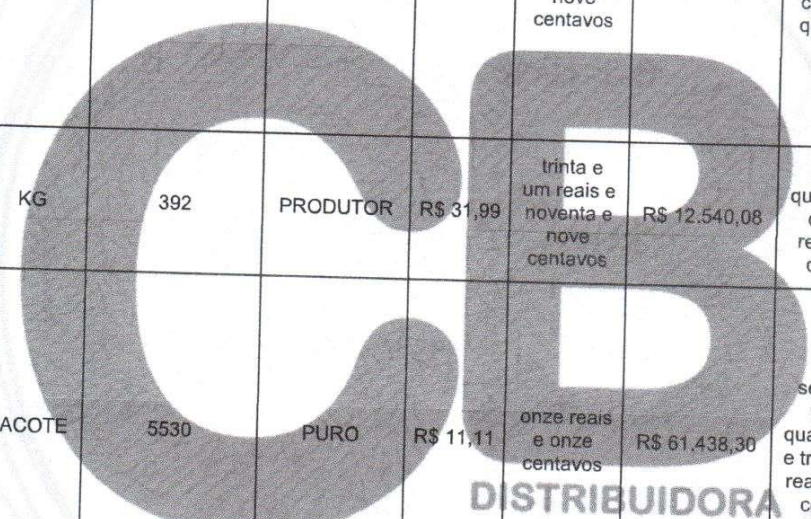 centavos
KG
392
PRODUTOR
R$ 31,99
trinta e
um reais e
noventa e
nove
centavos
R$ 12.540,08
ACOTE
5530
PURO
R$ 11,11
onze reais
e onze
centavos
R$ 61.438,30
e
CB
DISTRIBUIDORA